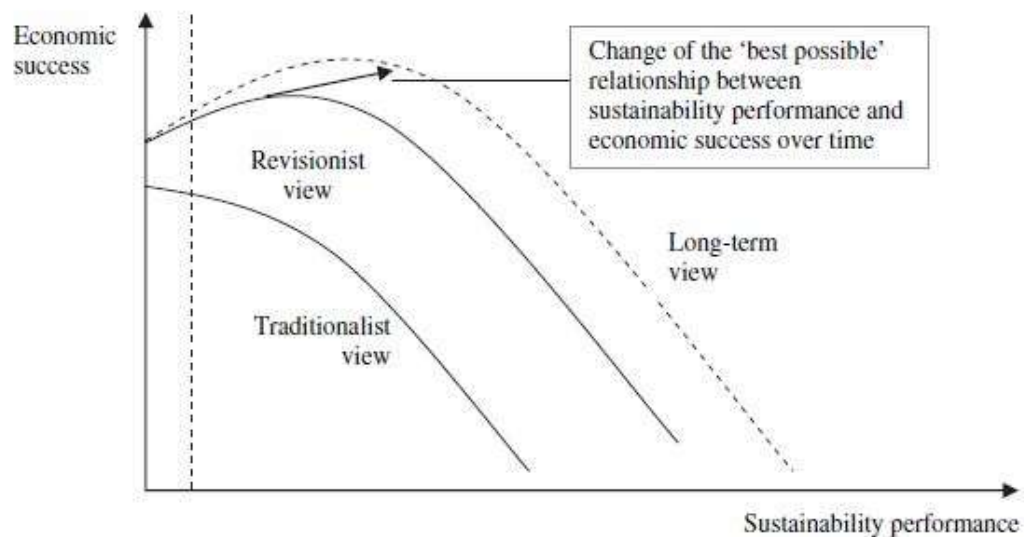 Economic
success
Change of the ‘best possible’
relationship between
sustainability performance and
economic success over time
Revisionist
view
Long-term
view
Traditionalist
view
Sustainability performance